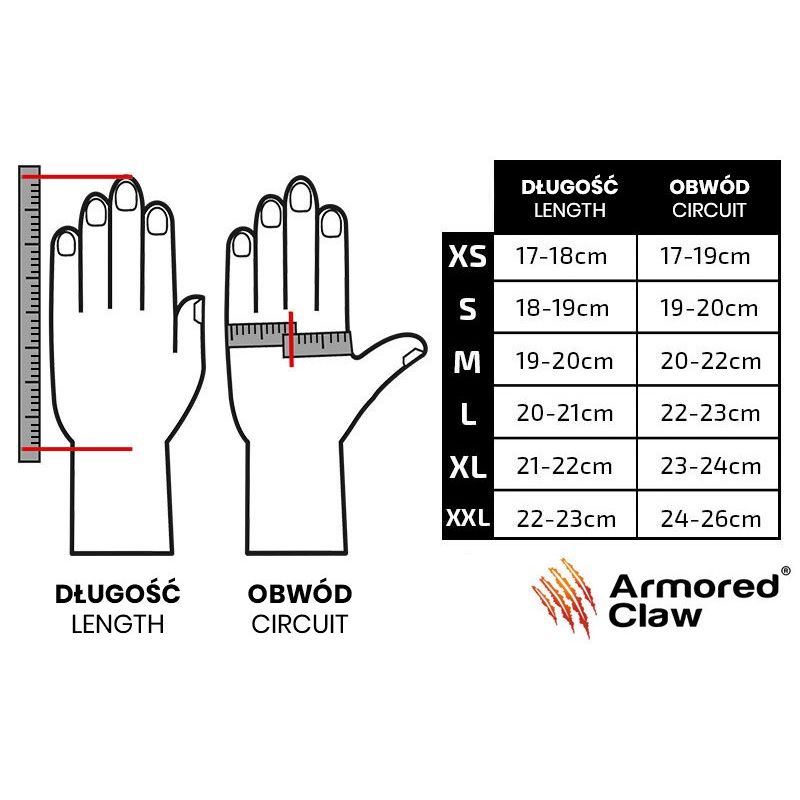 DŁUGOŚĆ OBWÓD
LENGTH CIRCUIT
XS 17-18cm 17-19cm
S 18-19cm 19-20cm
M 19-20cm 20-22cm
L 20-21cm 22-23cm
XL 21-22cm 23-24cm
XXL 22-23cm 24-26cm
DŁUGOŚĆ OBWÓD
LENGTH CIRCUIT
Armored®
Claw